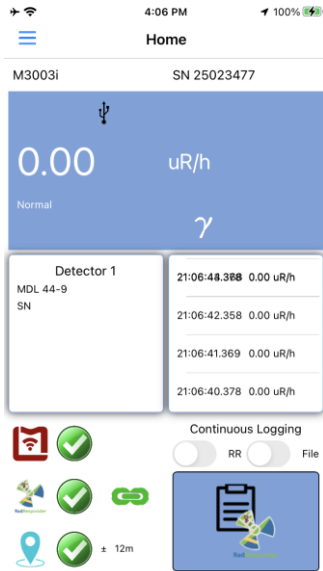 4:06 PM
100%
Home
M3003i SN 25023477
0.00 uR/h
Normal
γ
Detector 1
MDL 44-9
SN
0.00 uR/h
21:06:42.358 0.00 uR/h
21:06:41.369 0.00 uR/h
21:06:40.378 0.00 uR/h
Continuous Logging
RR File
RadResponder
± 12m
RadResponder